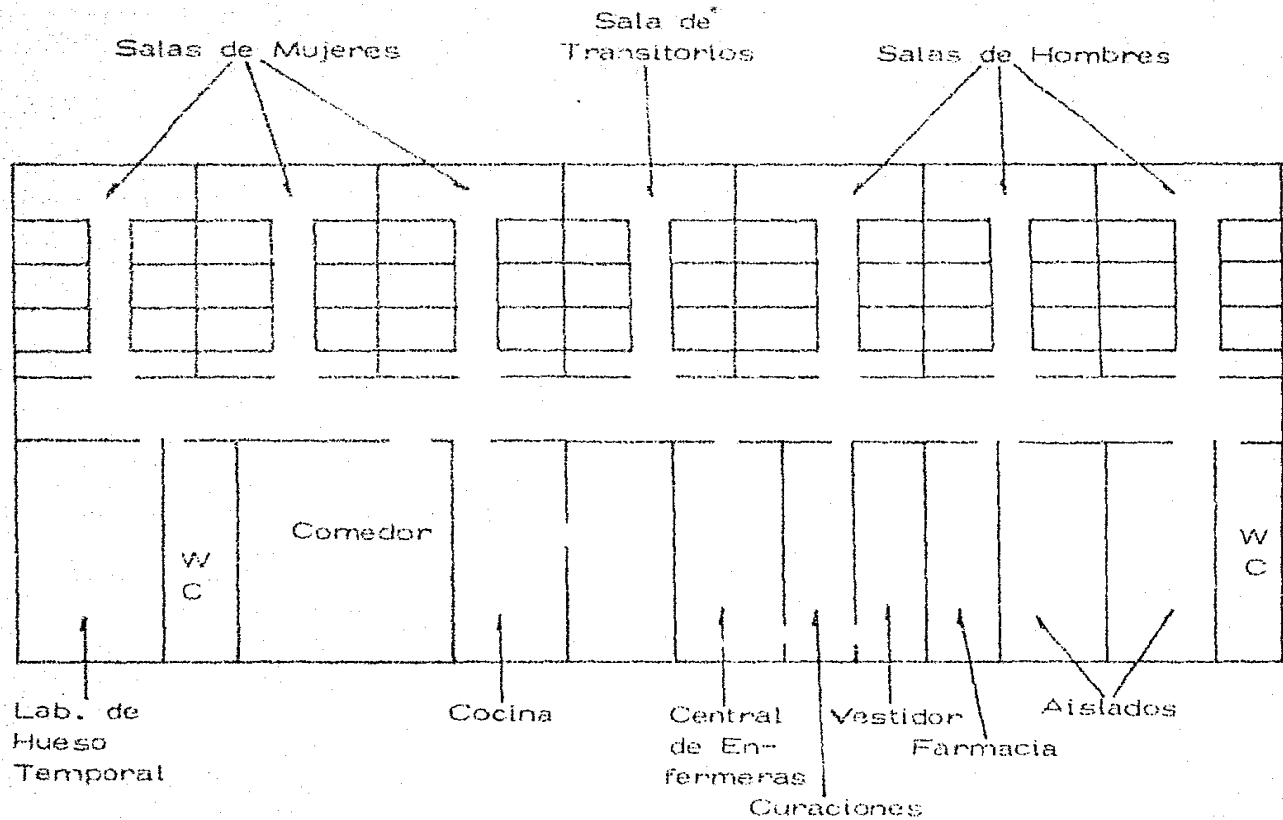 Sala de
Salas de Mujeres
Transitorios
Salas de Hombres
Comedor
W
C
W
C
Lab. de
Hueso
Temporal
Cocina
Central
de En-
fermeras
Curaciones
Vestidor
Farmacia
Aislados